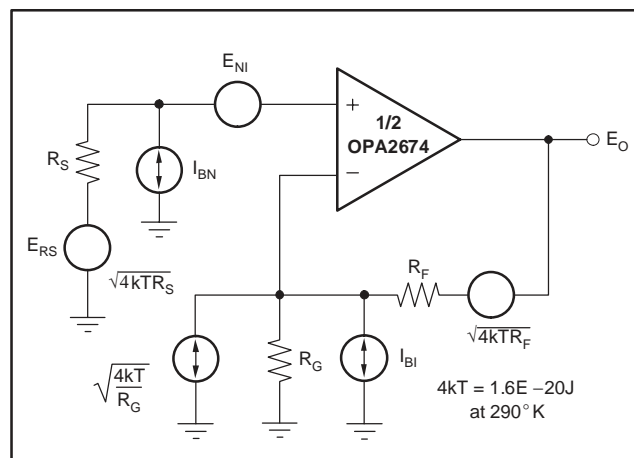 E_NI
1/2
OPA2674
+
−
E_O
R_S
I_BN
E_RS
√4kTR_S
R_F
√4kTR_F
√4kT/R_G
R_G
I_BI
4kT = 1.6E −20J
at 290°K